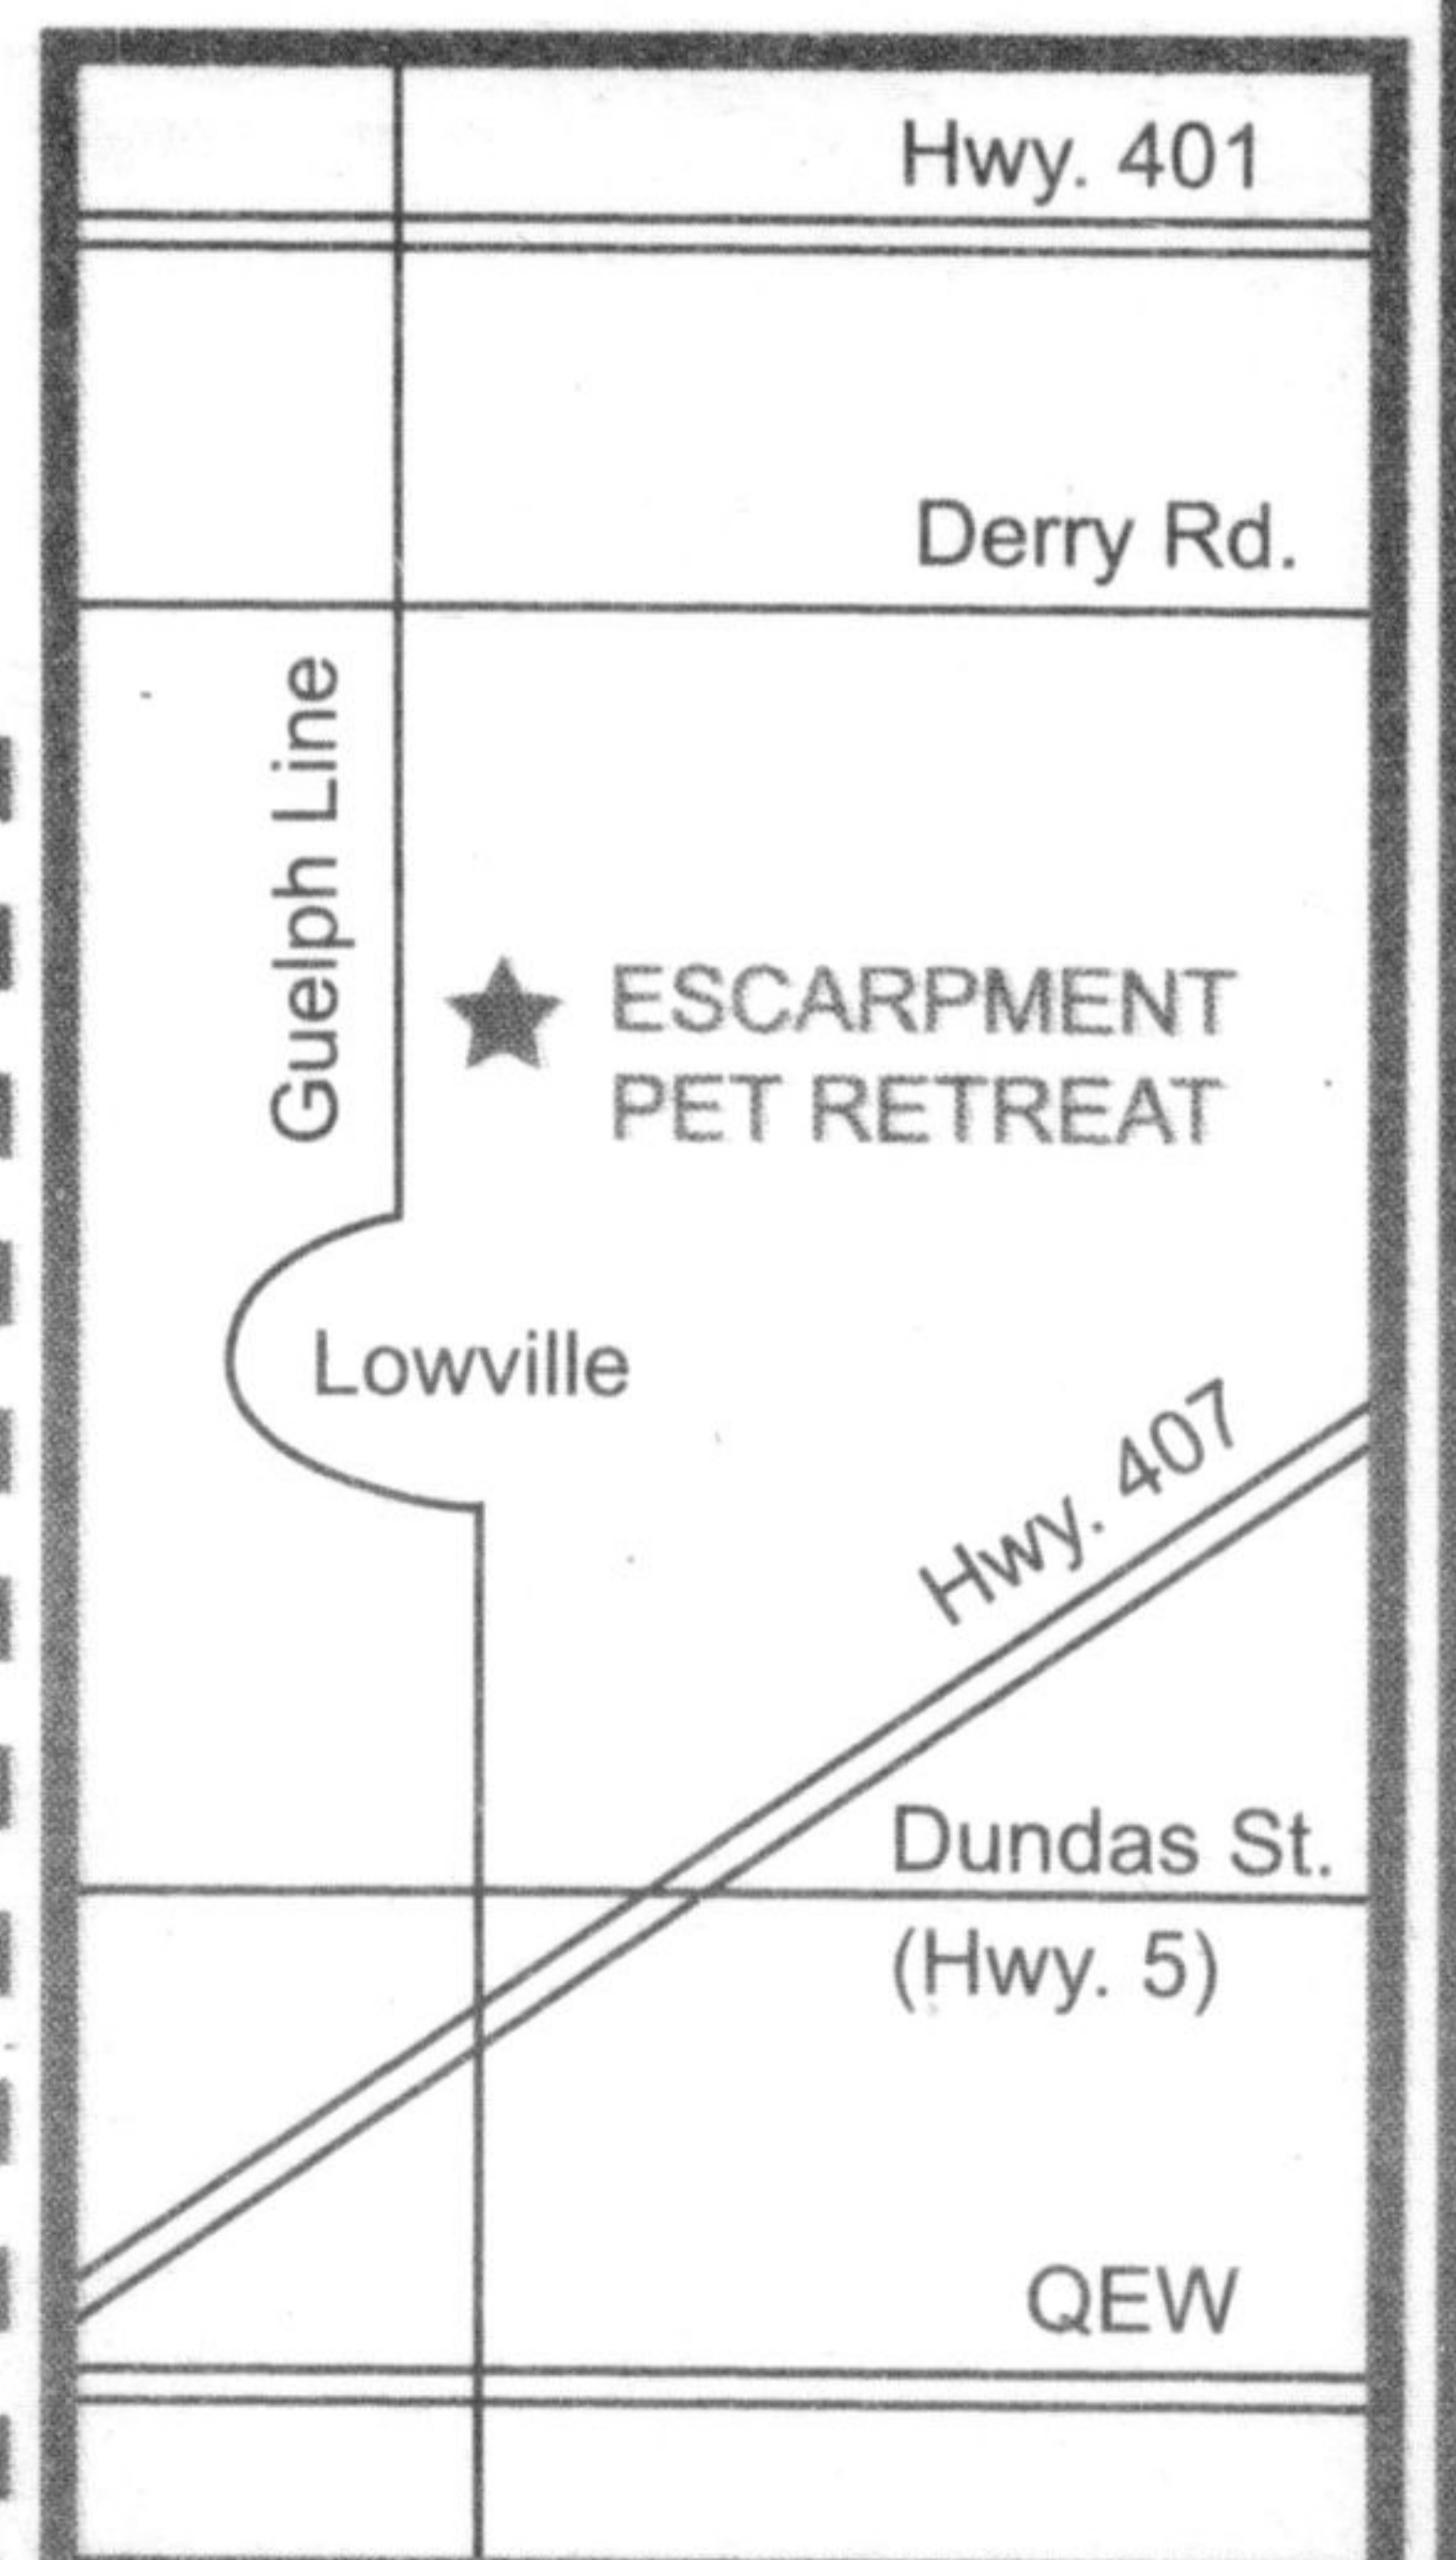 Hwy. 401
Derry Rd.
Guelph Line
ESCARPMENT
PET RETREAT
Lowville
Hwy. 407
Dundas St.
(Hwy. 5)
QEW